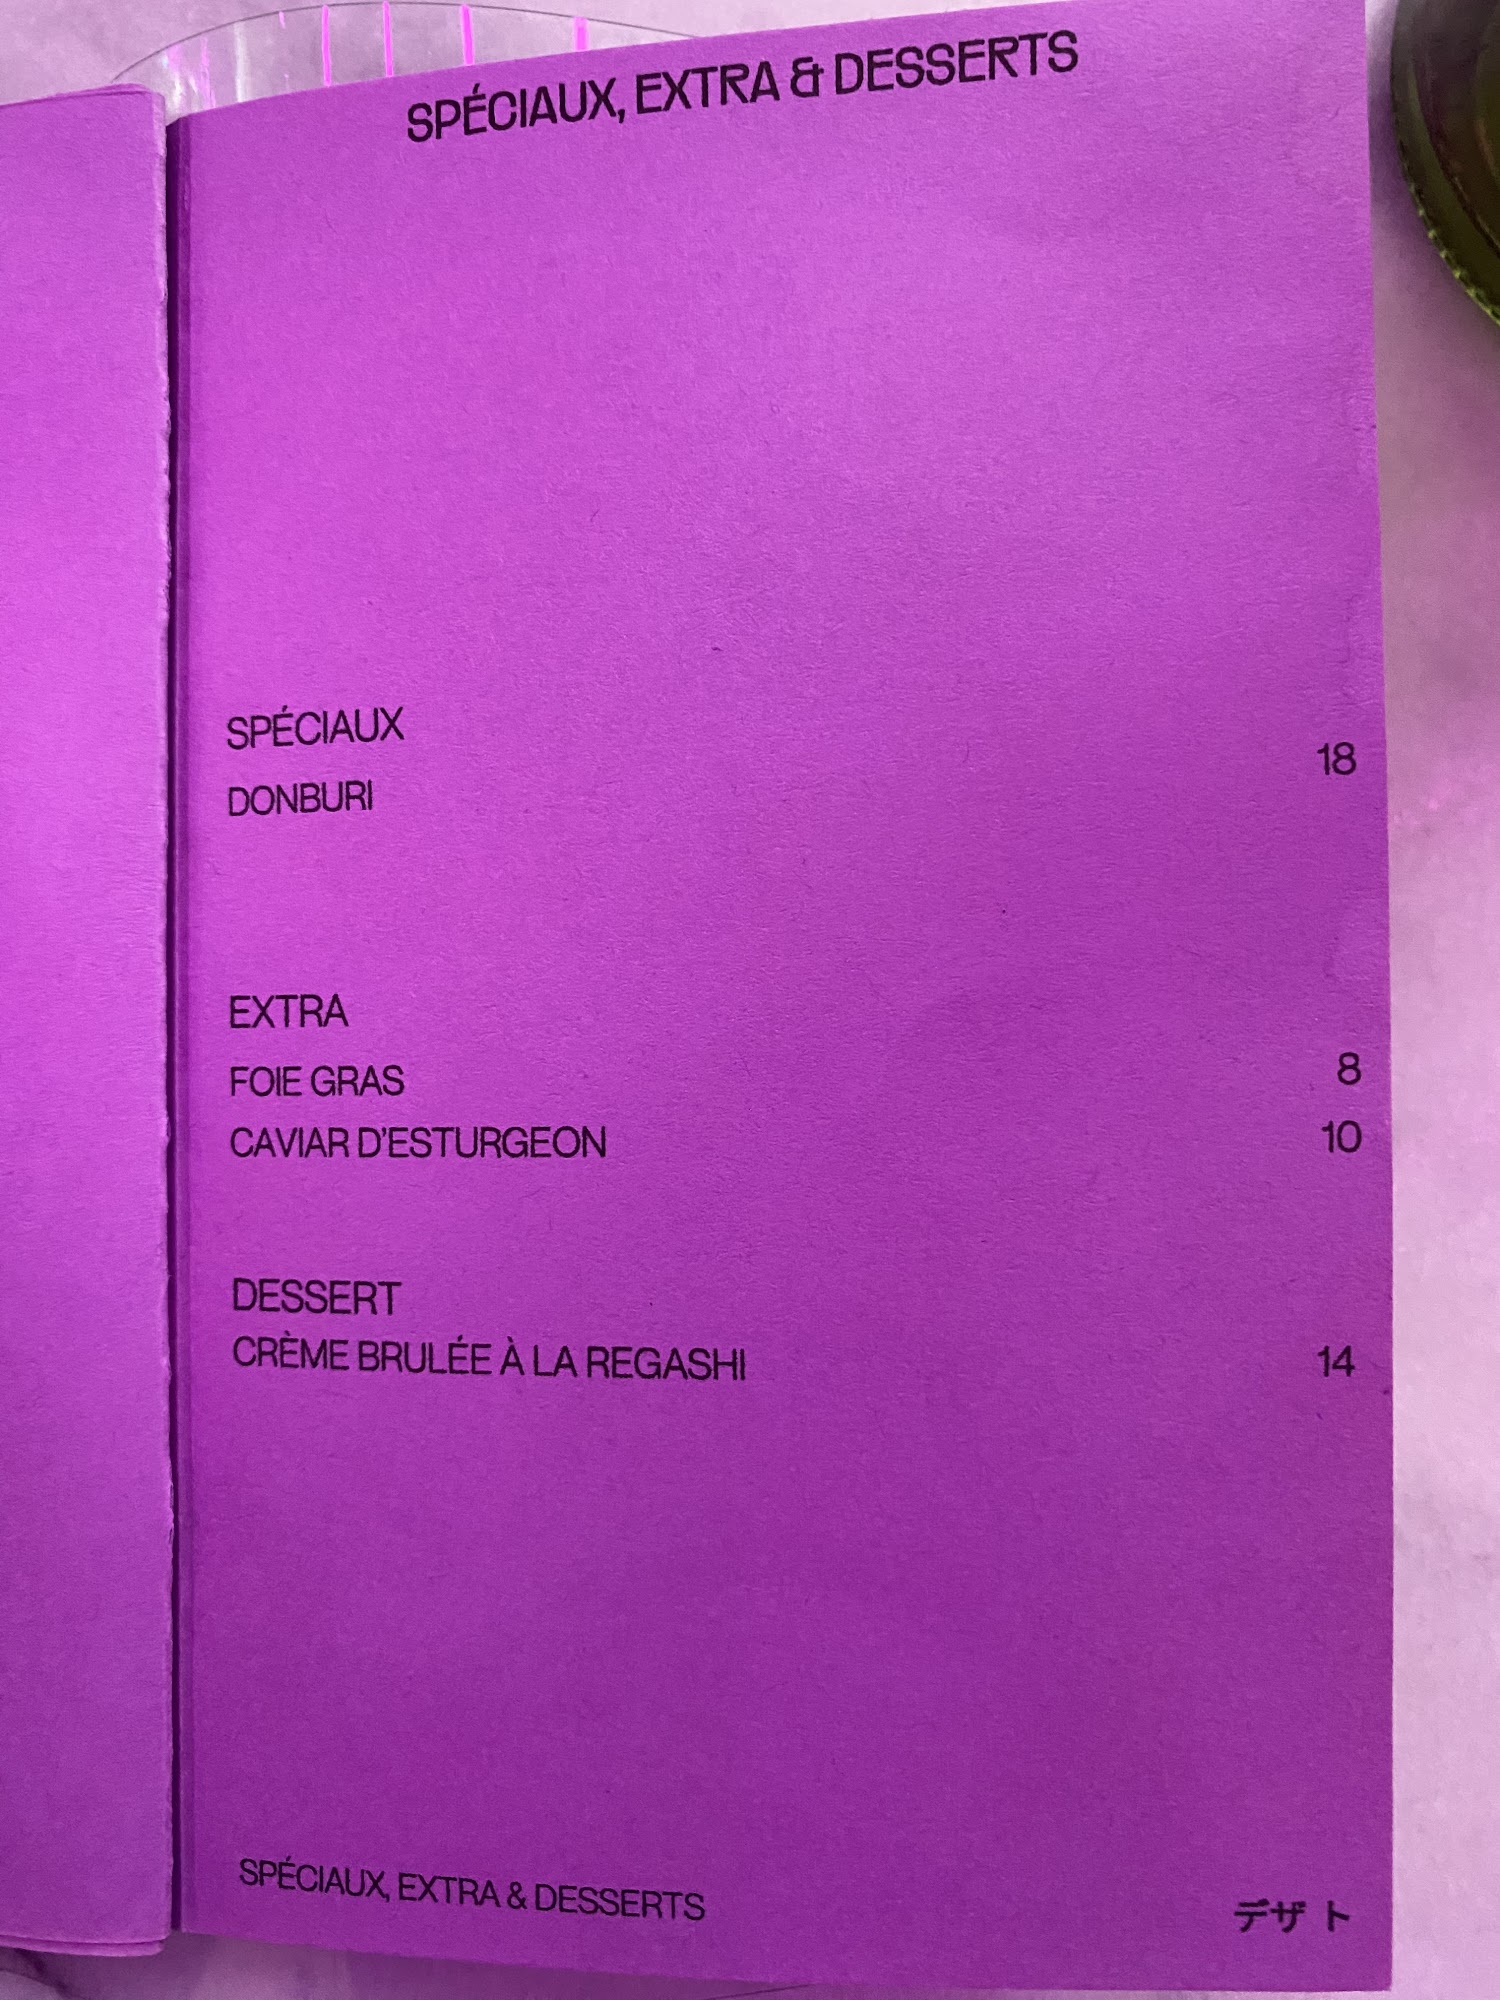 SPÉCIAUX, EXTRA & DESSERTS
SPÉCIAUX
DONBURI 18
EXTRA
FOIE GRAS 8
CAVIAR D'ESTURGEON 10
DESSERT
CRÈME BRULÉE À LA REGASHI 14
SPÉCIAUX, EXTRA & DESSERTS デザ ト